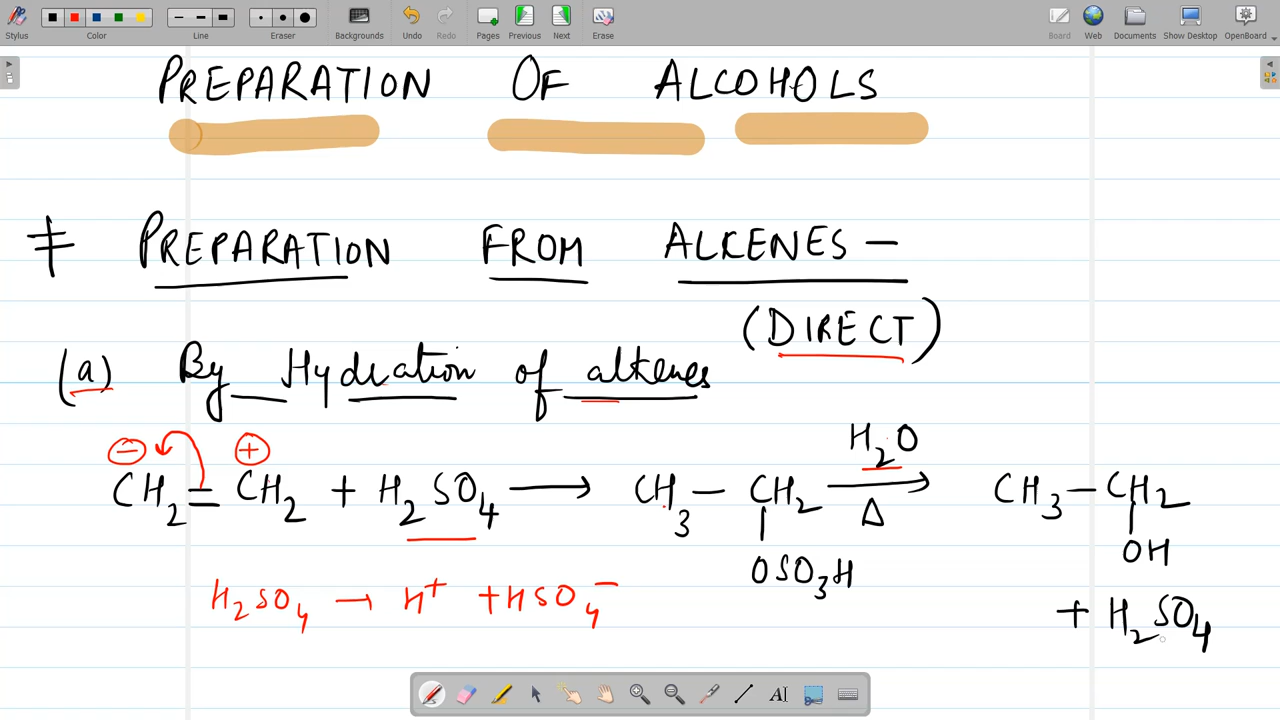 Stylus Color Line Eraser Backgrounds Undo Redo Pages Previous Next Erase Board Web Documents Show Desktop OpenBoard
PREPARATION OF ALCOHOLS
PREPARATION FROM ALKENES –
(DIRECT)
(a) By Hydration of alkenes
⊖ ⊕
CH₂ = CH₂ + H₂SO₄ ⟶ CH₃ – CH₂ ⟶ CH₃ – CH₂
H₂O
Δ
OSO₃H OH
H₂SO₄ → H⁺ + HSO₄⁻
+ H₂SO₄